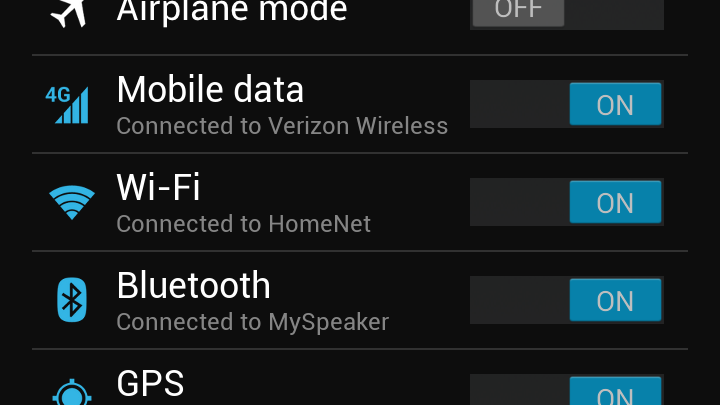 Airplane mode
OFF
4G
Mobile data
Connected to Verizon Wireless
ON
Wi-Fi
Connected to HomeNet
ON
Bluetooth
Connected to MySpeaker
ON
GPS
ON